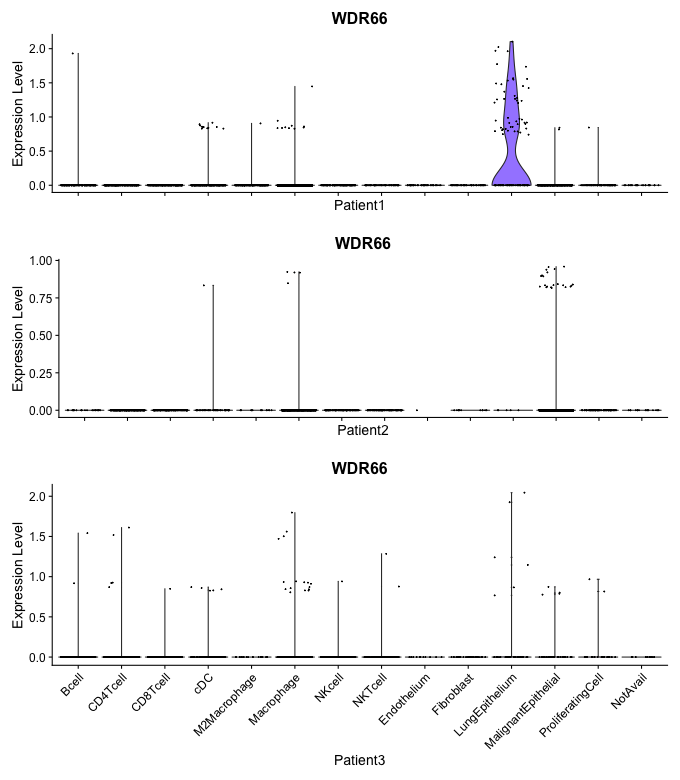 WDR66
Expression Level
2.0
1.5
1.0
0.5
0.0
Patient1
WDR66
Expression Level
1.00
0.75
0.50
0.25
0.00
Patient2
WDR66
Expression Level
2.0
1.5
1.0
0.5
0.0
Bcell
CD4Tcell
CD8Tcell
cDC
M2Macrophage
Macrophage
NKcell
NKTcell
Endothelium
Fibroblast
LungEpithelium
MalignantEpithelial
ProliferatingCell
NotAvail
Patient3